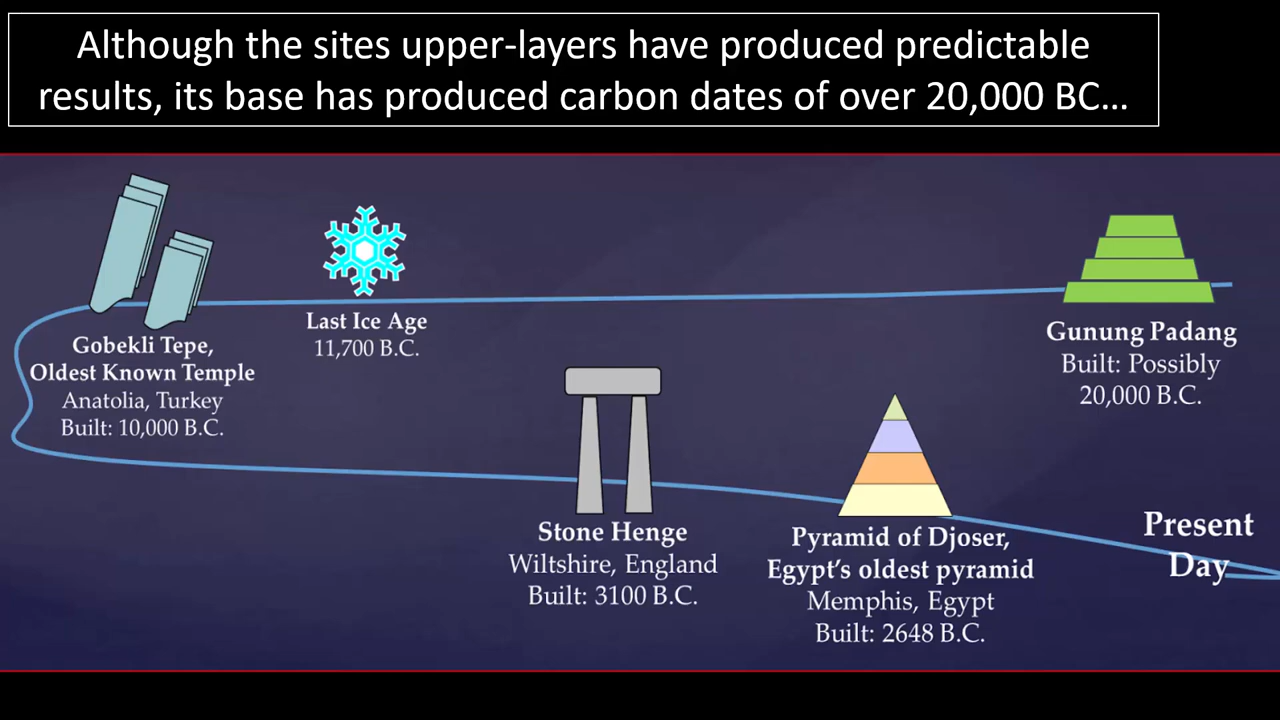 Although the sites upper-layers have produced predictable
results, its base has produced carbon dates of over 20,000 BC...
Gobekli Tepe,
Oldest Known Temple
Anatolia, Turkey
Built: 10,000 B.C.
Last Ice Age
11,700 B.C.
Gunung Padang
Built: Possibly
20,000 B.C.
Stone Henge
Wiltshire, England
Built: 3100 B.C.
Pyramid of Djoser,
Egypt's oldest pyramid
Memphis, Egypt
Built: 2648 B.C.
Present
Day